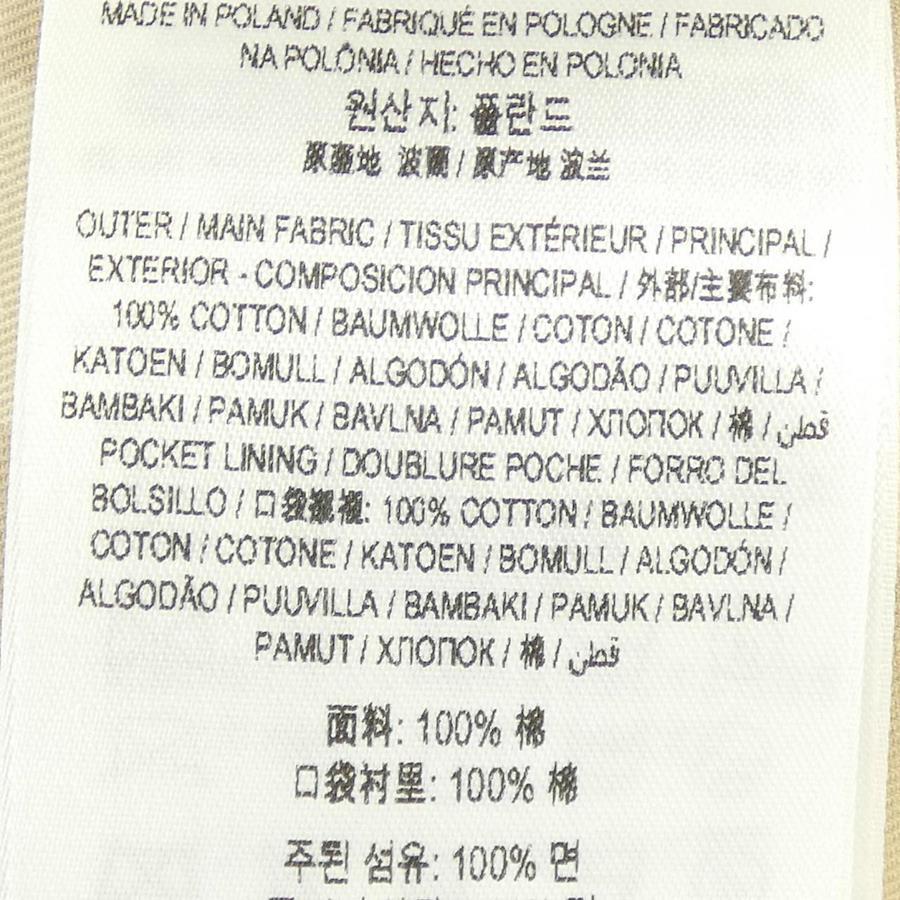 MADE IN POLAND / FABRIQUÉ EN POLOGNE / FABRICADO
NA POLÔNIA / HECHO EN POLONIA
원산지: 폴란드
原產地 波蘭 / 原产地 波兰
OUTER / MAIN FABRIC / TISSU EXTÉRIEUR / PRINCIPAL /
EXTERIOR - COMPOSICION PRINCIPAL / 外部/主要布料:
100% COTTON / BAUMWOLLE / COTON / COTONE /
KATOEN / BOMULL / ALGODÓN / ALGODÃO / PUUVILLA /
BAMBAKI / PAMUK / BAVLNA / PAMUT / ХЛОПОК / 棉 / قطن
POCKET LINING / DOUBLURE POCHE / FORRO DEL
BOLSILLO / 口袋襯裡: 100% COTTON / BAUMWOLLE /
COTON / COTONE / KATOEN / BOMULL / ALGODÓN /
ALGODÃO / PUUVILLA / BAMBAKI / PAMUK / BAVLNA /
PAMUT / ХЛОПОК / 棉 / قطن
面料: 100% 棉
口袋衬里: 100% 棉
주된 섬유: 100% 면